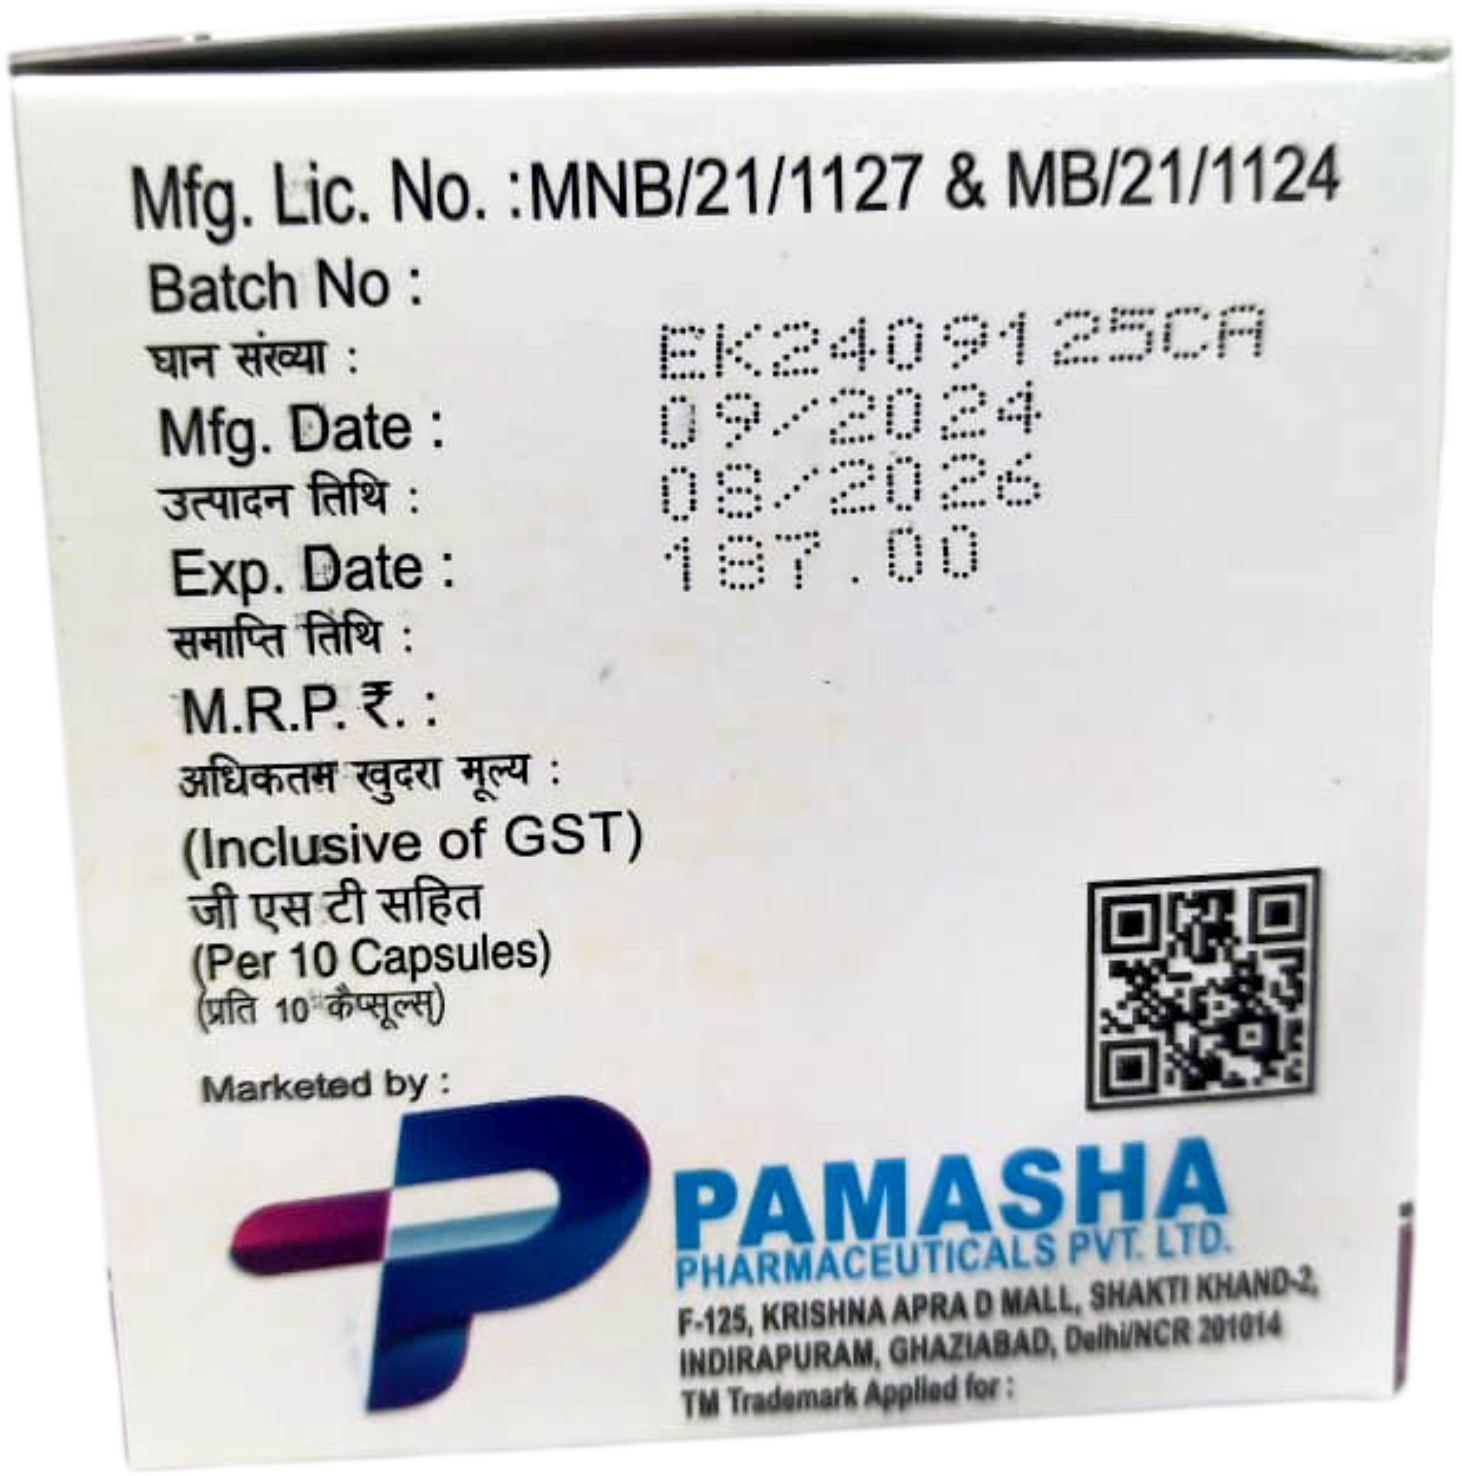 Mfg. Lic. No. :MNB/21/1127 & MB/21/1124
Batch No :
घान संख्या :
EK2409125CA
Mfg. Date :
09/2024
उत्पादन तिथि :
08/2026
Exp. Date :
187.00
समाप्ति तिथि :
M.R.P. ₹. :
अधिकतम खुदरा मूल्य :
(Inclusive of GST)
जी एस टी सहित
(Per 10 Capsules)
(प्रति 10 कैप्सूल्स)
Marketed by :
PAMASHA
PHARMACEUTICALS PVT. LTD.
F-125, KRISHNA APRA D MALL, SHAKTI KHAND-2,
INDIRAPURAM, GHAZIABAD, Delhi/NCR 201014
TM Trademark Applied for :